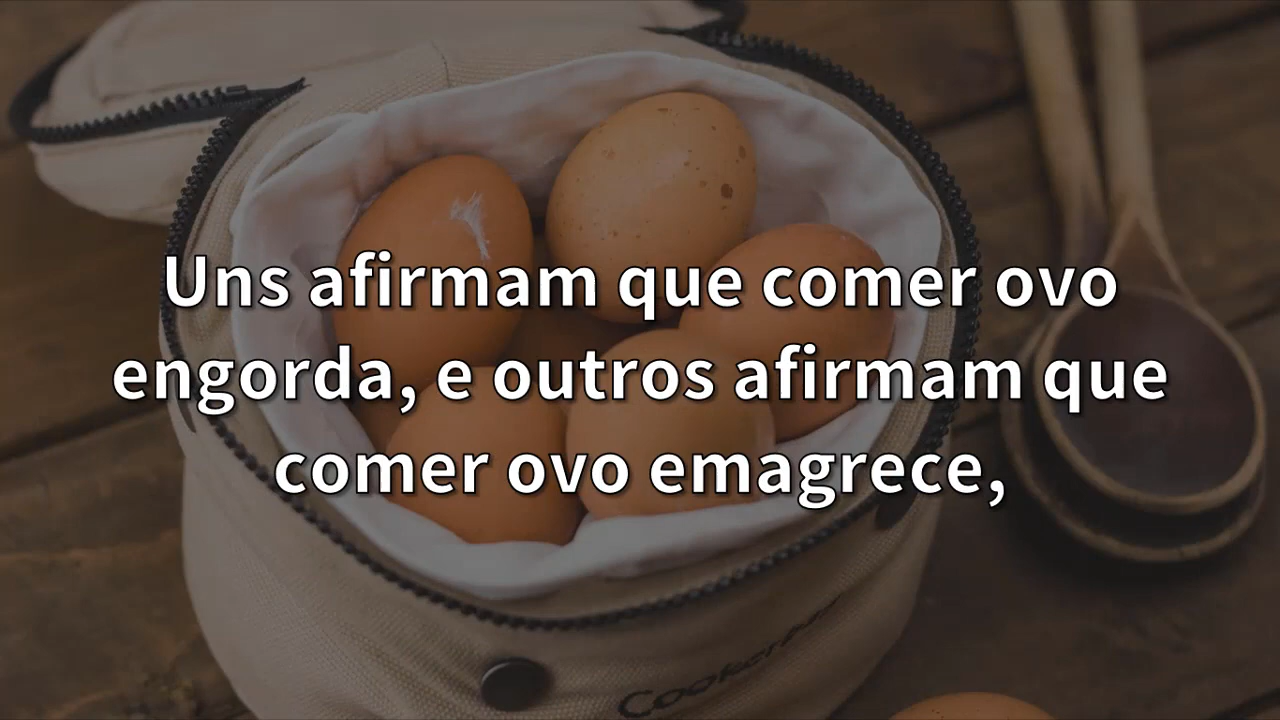 Uns afirmam que comer ovo
engorda, e outros afirmam que
comer ovo emagrece,